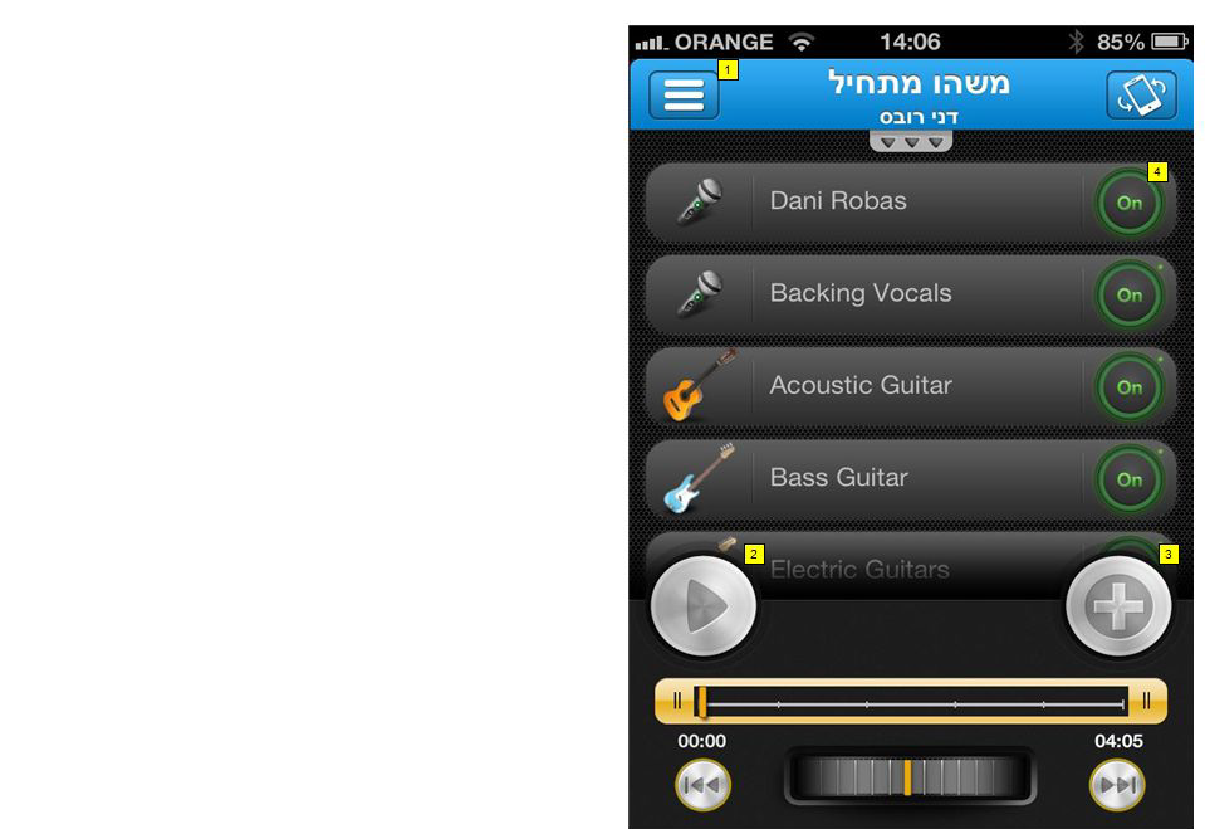 ORANGE 14:06 85%
1
משהו מתחיל
דני רובס
4
Dani Robas On
Backing Vocals On
Acoustic Guitar On
Bass Guitar On
2
3
Electric Guitars
00:00 04:05